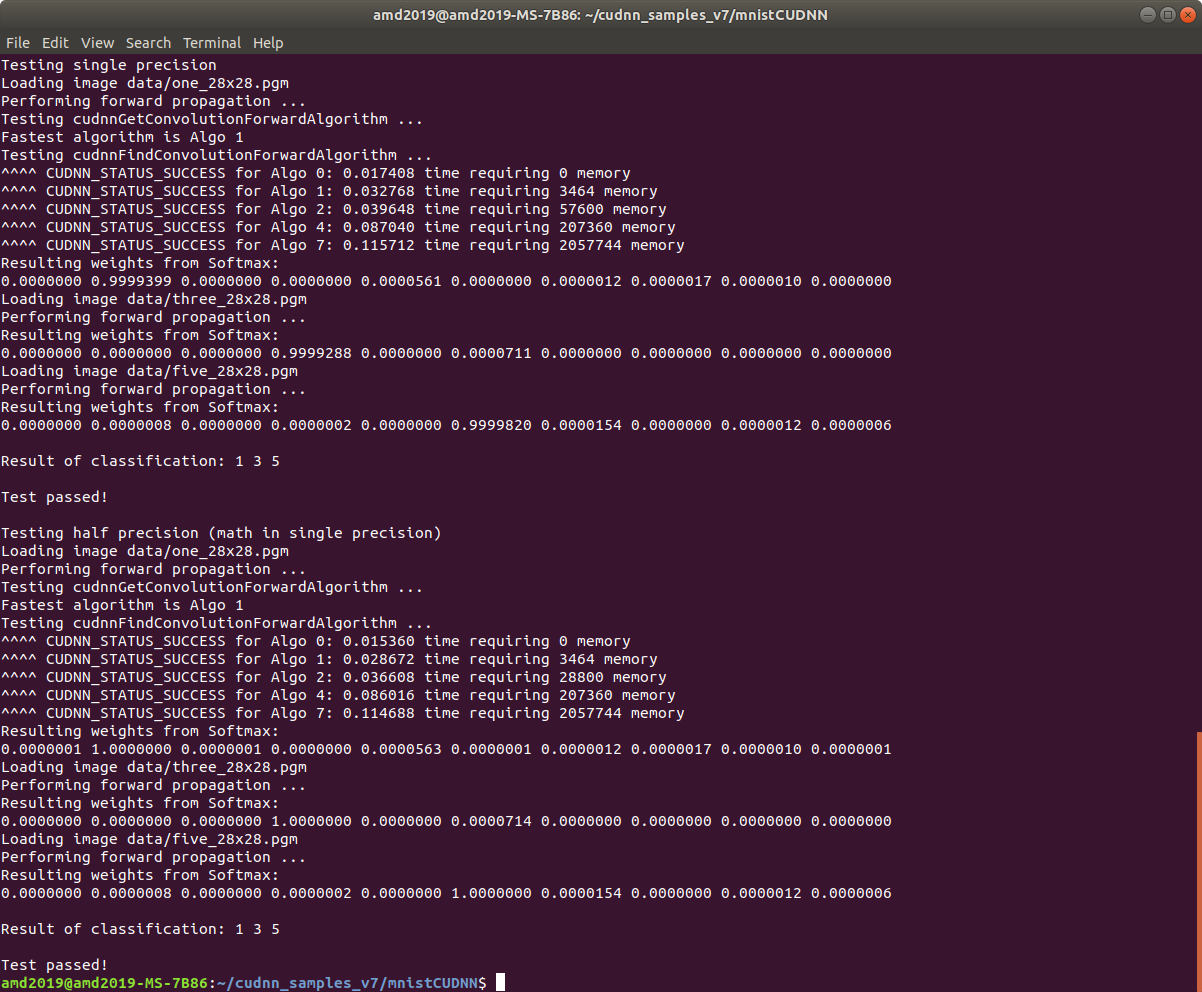 amd2019@amd2019-MS-7B86: ~/cudnn_samples_v7/mnistCUDNN
File Edit View Search Terminal Help
Testing single precision
Loading image data/one_28x28.pgm
Performing forward propagation ...
Testing cudnnGetConvolutionForwardAlgorithm ...
Fastest algorithm is Algo 1
Testing cudnnFindConvolutionForwardAlgorithm ...
^^^^ CUDNN_STATUS_SUCCESS for Algo 0: 0.017408 time requiring 0 memory
^^^^ CUDNN_STATUS_SUCCESS for Algo 1: 0.032768 time requiring 3464 memory
^^^^ CUDNN_STATUS_SUCCESS for Algo 2: 0.039648 time requiring 57600 memory
^^^^ CUDNN_STATUS_SUCCESS for Algo 4: 0.087040 time requiring 207360 memory
^^^^ CUDNN_STATUS_SUCCESS for Algo 7: 0.115712 time requiring 2057744 memory
Resulting weights from Softmax:
0.0000000 0.9999399 0.0000000 0.0000000 0.0000561 0.0000000 0.0000012 0.0000017 0.0000010 0.0000000
Loading image data/three_28x28.pgm
Performing forward propagation ...
Resulting weights from Softmax:
0.0000000 0.0000000 0.0000000 0.9999288 0.0000000 0.0000711 0.0000000 0.0000000 0.0000000 0.0000000
Loading image data/five_28x28.pgm
Performing forward propagation ...
Resulting weights from Softmax:
0.0000000 0.0000008 0.0000000 0.0000002 0.0000000 0.9999820 0.0000154 0.0000000 0.0000012 0.0000006
Result of classification: 1 3 5
Test passed!
Testing half precision (math in single precision)
Loading image data/one_28x28.pgm
Performing forward propagation ...
Testing cudnnGetConvolutionForwardAlgorithm ...
Fastest algorithm is Algo 1
Testing cudnnFindConvolutionForwardAlgorithm ...
^^^^ CUDNN_STATUS_SUCCESS for Algo 0: 0.015360 time requiring 0 memory
^^^^ CUDNN_STATUS_SUCCESS for Algo 1: 0.028672 time requiring 3464 memory
^^^^ CUDNN_STATUS_SUCCESS for Algo 2: 0.036608 time requiring 28800 memory
^^^^ CUDNN_STATUS_SUCCESS for Algo 4: 0.086016 time requiring 207360 memory
^^^^ CUDNN_STATUS_SUCCESS for Algo 7: 0.114688 time requiring 2057744 memory
Resulting weights from Softmax:
0.0000001 1.0000000 0.0000001 0.0000000 0.0000563 0.0000001 0.0000012 0.0000017 0.0000010 0.0000001
Loading image data/three_28x28.pgm
Performing forward propagation ...
Resulting weights from Softmax:
0.0000000 0.0000000 0.0000000 1.0000000 0.0000000 0.0000714 0.0000000 0.0000000 0.0000000 0.0000000
Loading image data/five_28x28.pgm
Performing forward propagation ...
Resulting weights from Softmax:
0.0000000 0.0000008 0.0000000 0.0000002 0.0000000 1.0000000 0.0000154 0.0000000 0.0000012 0.0000006
Result of classification: 1 3 5
Test passed!
amd2019@amd2019-MS-7B86:~/cudnn_samples_v7/mnistCUDNN$